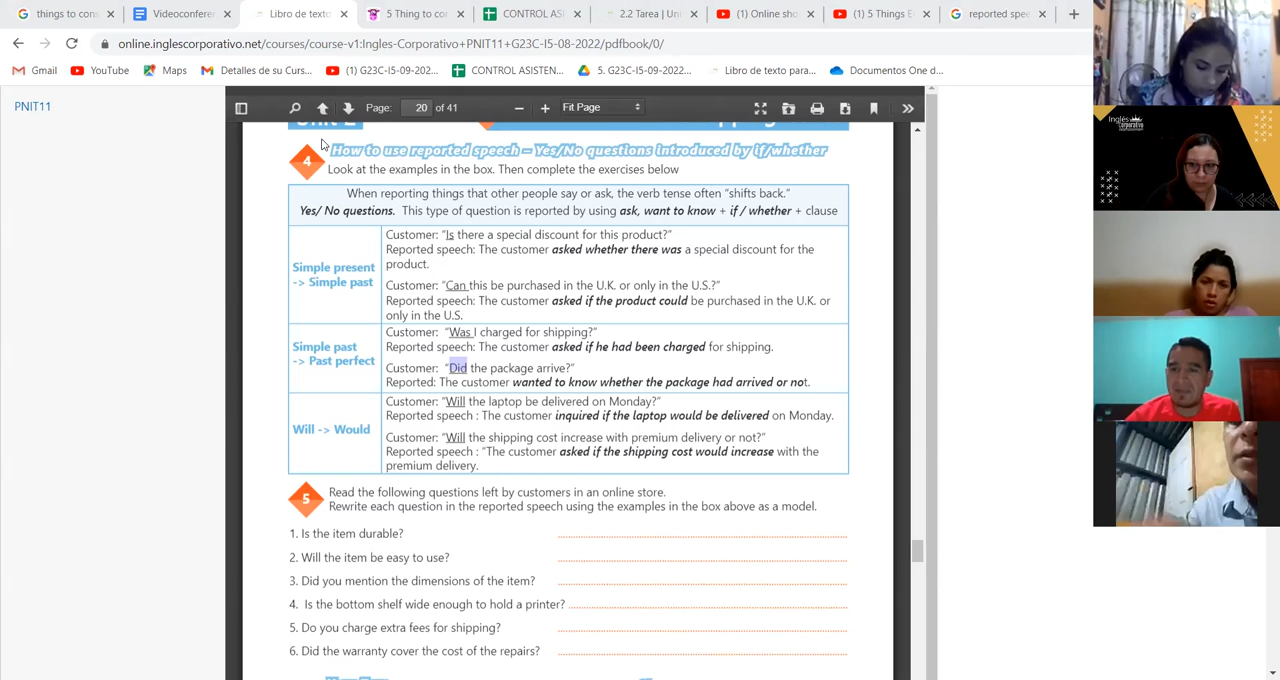 things to cons
Videoconferen
Libro de texto
5 Thing to con
CONTROL ASI
2.2 Tarea | Uni
(1) Online sho
(1) 5 Things E
reported spee
online.inglescorporativo.net/courses/course-v1:Ingles-Corporativo+PNIT11+G23C-I5-08-2022/pdfbook/0/
Gmail
YouTube
Maps
Detalles de su Curs...
(1) G23C-I5-09-202...
CONTROL ASISTEN...
5. G23C-I5-09-2022...
Libro de texto para...
Documentos One d...
PNIT11
Page: 20 of 41
Fit Page
4 How to use reported speech – Yes/No questions introduced by if/whether
Look at the examples in the box. Then complete the exercises below
When reporting things that other people say or ask, the verb tense often "shifts back."
Yes/ No questions. This type of question is reported by using ask, want to know + if / whether + clause
Simple present
-> Simple past
Customer: "Is there a special discount for this product?"
Reported speech: The customer asked whether there was a special discount for the
product.
Customer: "Can this be purchased in the U.K. or only in the U.S.?"
Reported speech: The customer asked if the product could be purchased in the U.K. or
only in the U.S.
Simple past
-> Past perfect
Customer: "Was I charged for shipping?"
Reported speech: The customer asked if he had been charged for shipping.
Customer: "Did the package arrive?"
Reported: The customer wanted to know whether the package had arrived or not.
Will -> Would
Customer: "Will the laptop be delivered on Monday?"
Reported speech : The customer inquired if the laptop would be delivered on Monday.
Customer: "Will the shipping cost increase with premium delivery or not?"
Reported speech : "The customer asked if the shipping cost would increase with the
premium delivery.
5 Read the following questions left by customers in an online store.
Rewrite each question in the reported speech using the examples in the box above as a model.
1. Is the item durable?
2. Will the item be easy to use?
3. Did you mention the dimensions of the item?
4. Is the bottom shelf wide enough to hold a printer?
5. Do you charge extra fees for shipping?
6. Did the warranty cover the cost of the repairs?
Inglés
Corporativo